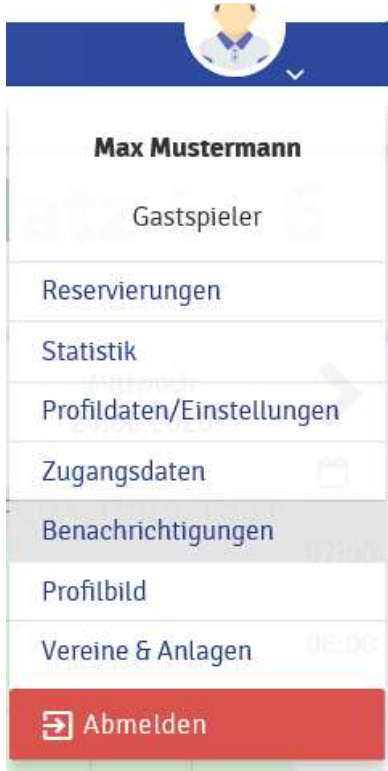 Max Mustermann
Gastspieler
Reservierungen
Statistik
Profildaten/Einstellungen
Zugangsdaten
Benachrichtigungen
Profilbild
Vereine & Anlagen
Abmelden